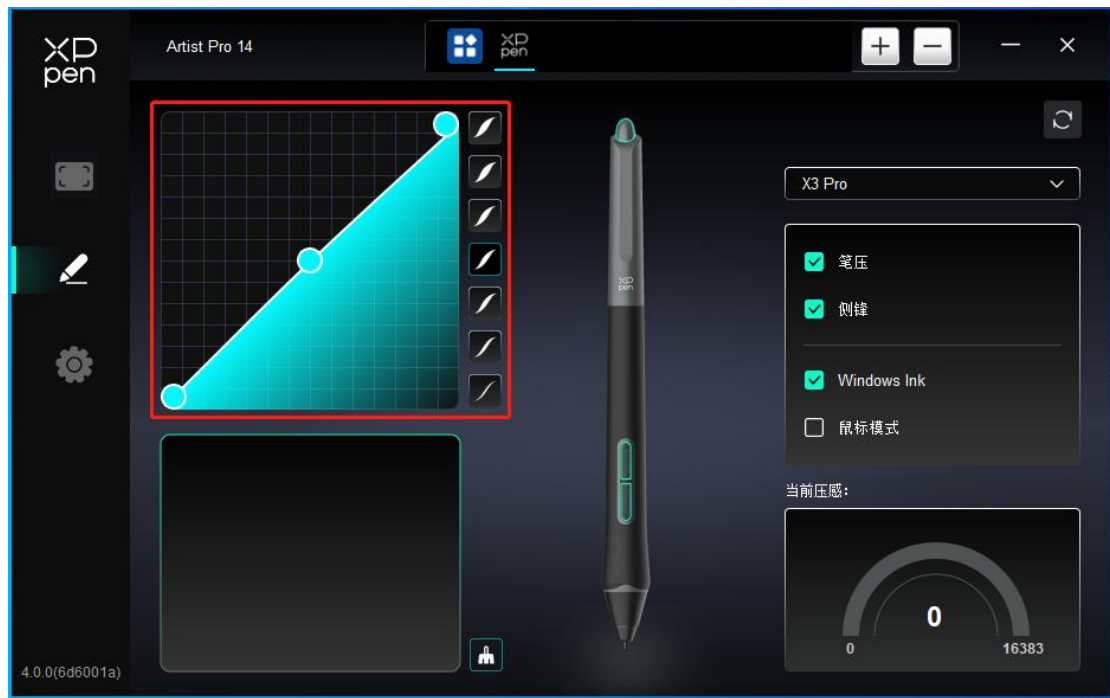 XP
pen
Artist Pro 14
XP
pen
X3 Pro
笔压
侧锋
XP
pen
Windows Ink
鼠标模式
当前压感:
0
0
16383
4.0.0(6d6001a)